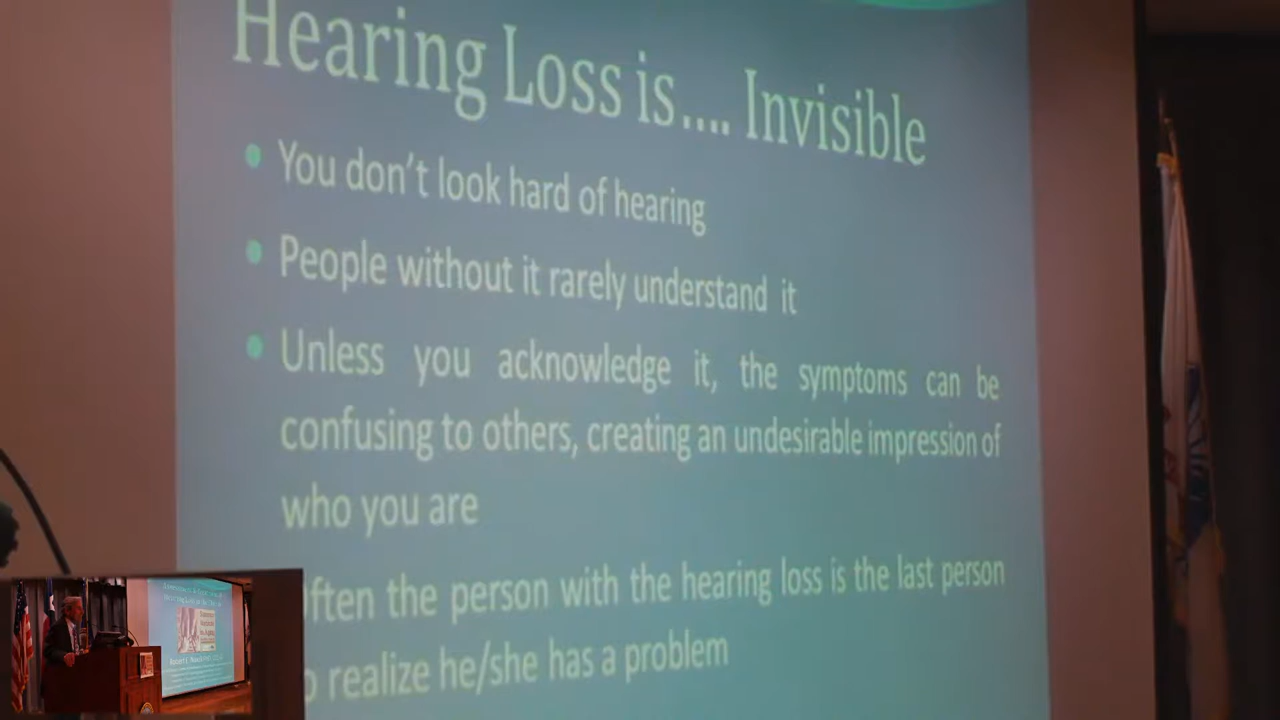 Hearing Loss is.... Invisible
• You don't look hard of hearing
• People without it rarely understand it
• Unless you acknowledge it, the symptoms can be
confusing to others, creating an undesirable impression of
who you are
ften the person with the hearing loss is the last person
o realize he/she has a problem